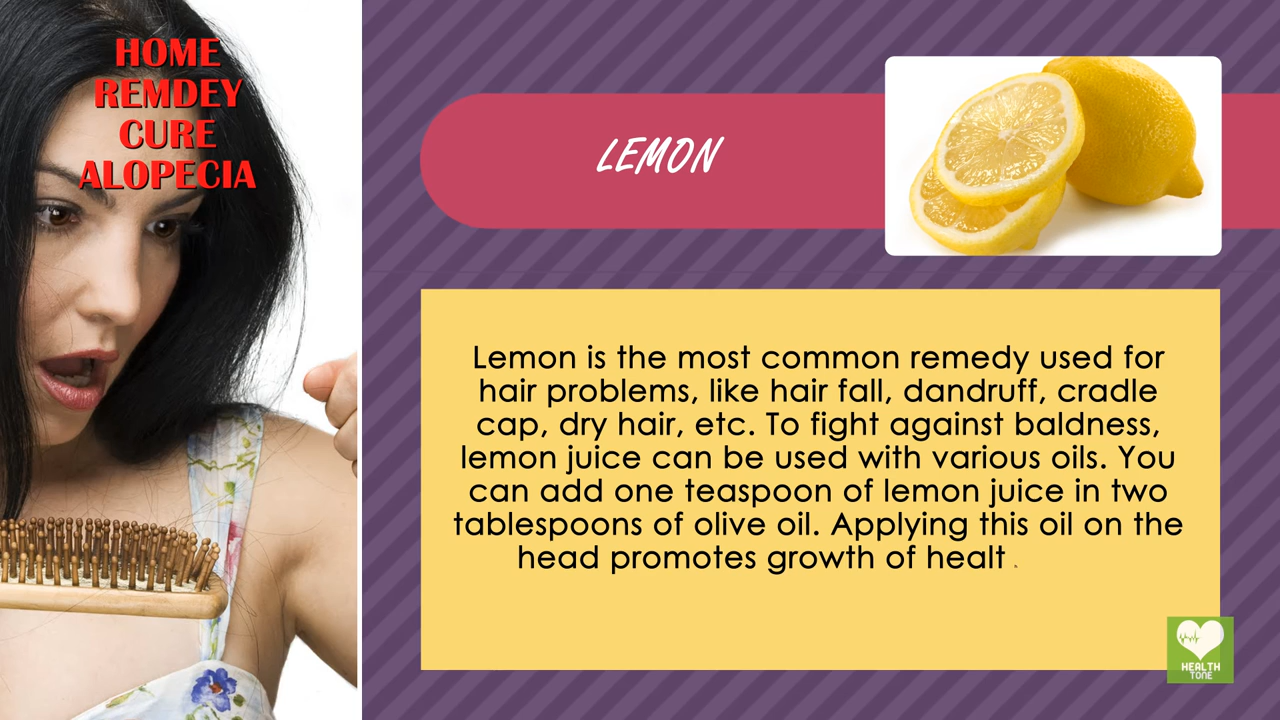 HOME
REMDEY
CURE
ALOPECIA
LEMON
Lemon is the most common remedy used for
hair problems, like hair fall, dandruff, cradle
cap, dry hair, etc. To fight against baldness,
lemon juice can be used with various oils. You
can add one teaspoon of lemon juice in two
tablespoons of olive oil. Applying this oil on the
head promotes growth of healt
HEALTH
TONE